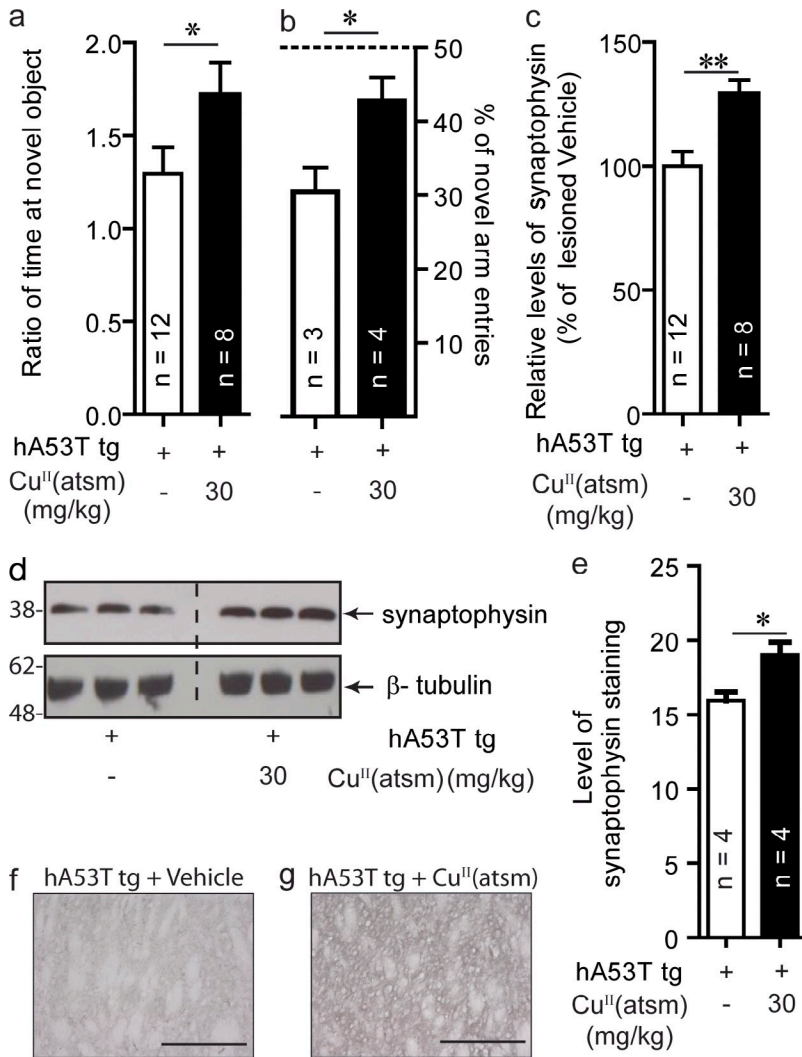 a
*
2.0
1.5
1.0
0.5
0.0
Ratio of time at novel object
n = 12
n = 8
hA53T tg + +
Cuᴵᴵ(atsm) - 30
(mg/kg)
b
*
50
40
30
20
10
% of novel arm
entries
n = 3
n = 4
+ +
- 30
c
**
150
100
50
0
Relative levels of synaptophysin
(% of lesioned Vehicle)
n = 12
n = 8
hA53T tg + +
Cuᴵᴵ(atsm) - 30
(mg/kg)
d
38-
synaptophysin
62
48-
β- tubulin
+ + hA53T tg
- 30 Cuᴵᴵ(atsm) (mg/kg)
e
*
25
20
15
10
5
0
Level of
synaptophysin staining
n = 4
n = 4
hA53T tg + +
Cuᴵᴵ(atsm) - 30
(mg/kg)
f hA53T tg + Vehicle
g hA53T tg + Cuᴵᴵ(atsm)